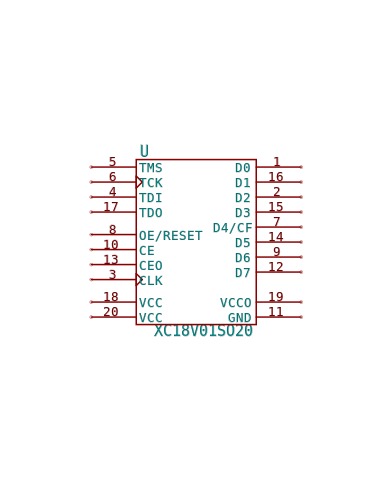 U
5 TMS D0 1
6 TCK D1 16
4 TDI D2 2
17 TDO D3 15
D4/CF 7
8 OE/RESET
D5 14
10 CE
D6 9
13 CEO
D7 12
3 CLK
18 VCC VCCO 19
20 VCC GND 11
XC18V01SO20